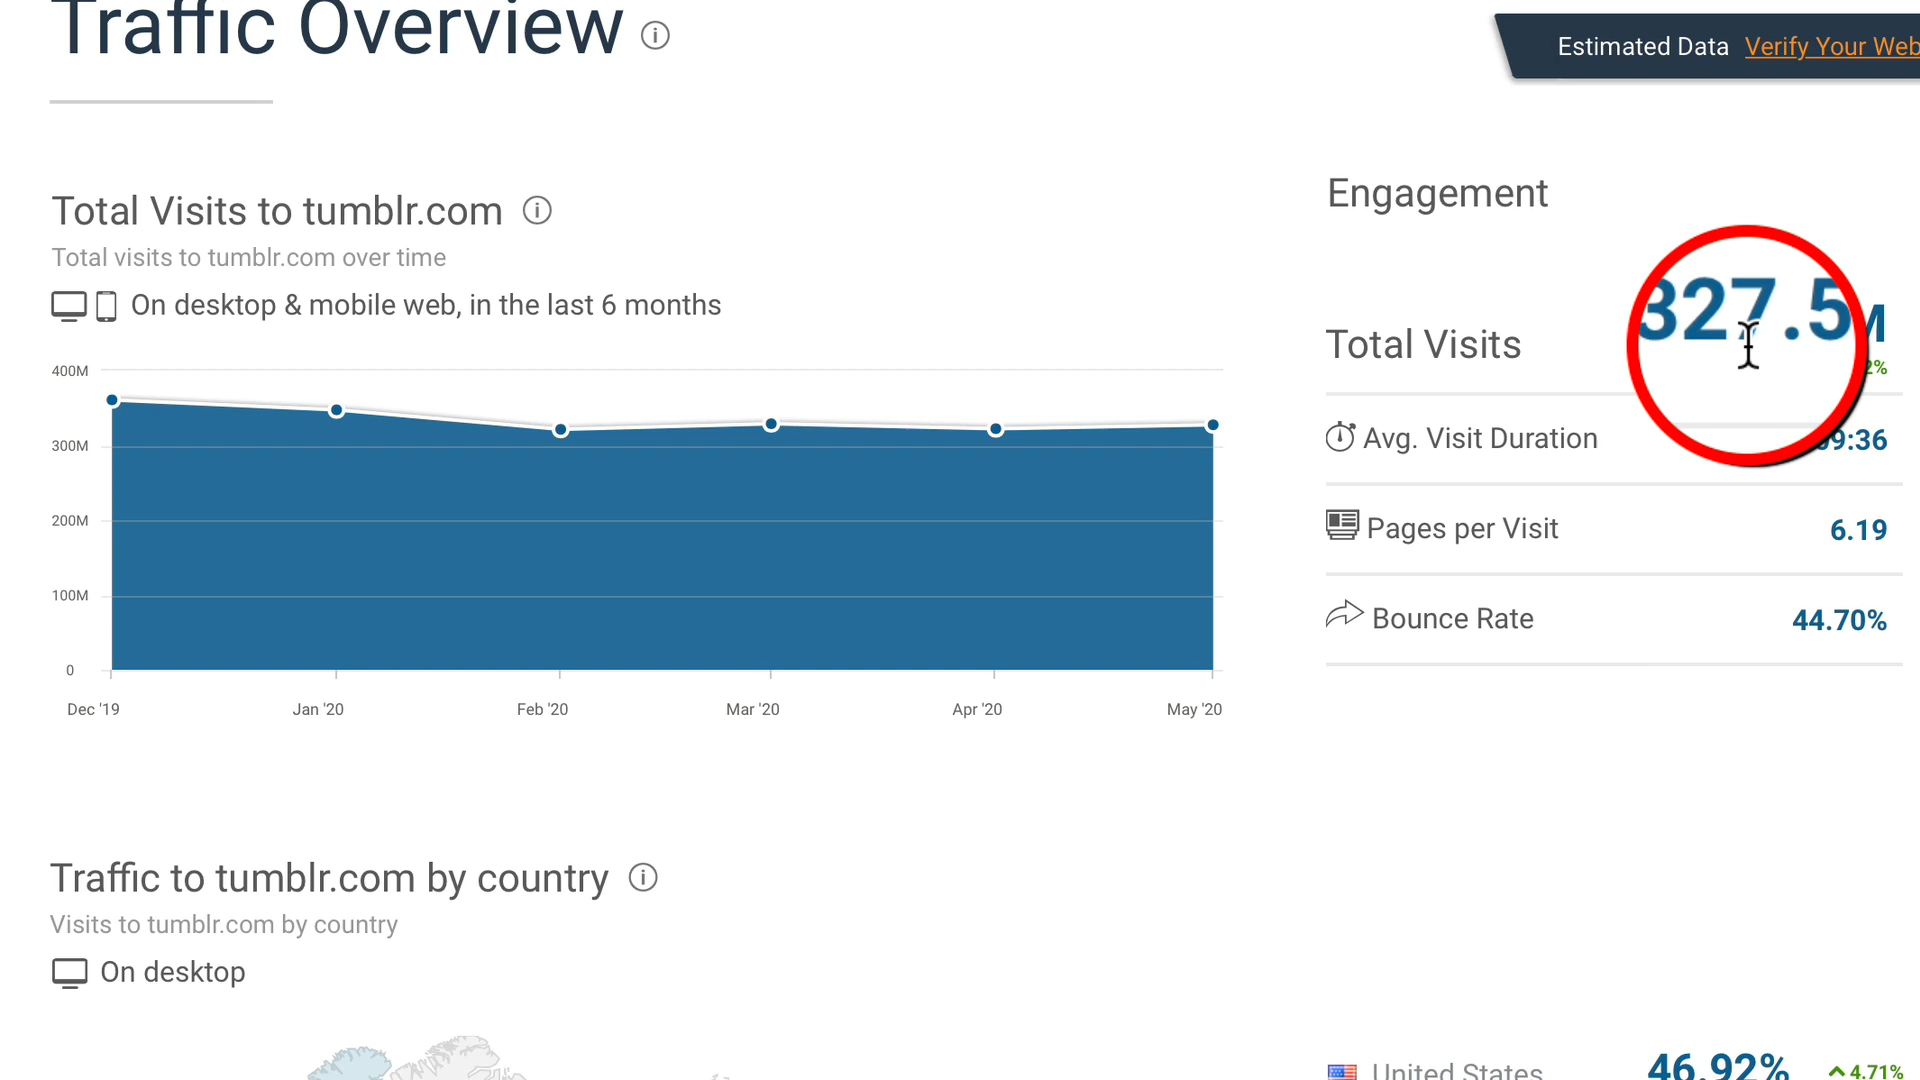 Traffic Overview
Estimated Data Verify Your Web
Total Visits to tumblr.com
Total visits to tumblr.com over time
On desktop & mobile web, in the last 6 months
400M
300M
200M
100M
0
Dec '19 Jan '20 Feb '20 Mar '20 Apr '20 May '20
Engagement
Total Visits 327.5 M
2%
Avg. Visit Duration 09:36
Pages per Visit 6.19
Bounce Rate 44.70%
Traffic to tumblr.com by country
Visits to tumblr.com by country
On desktop
United States 46.92% 4.71%